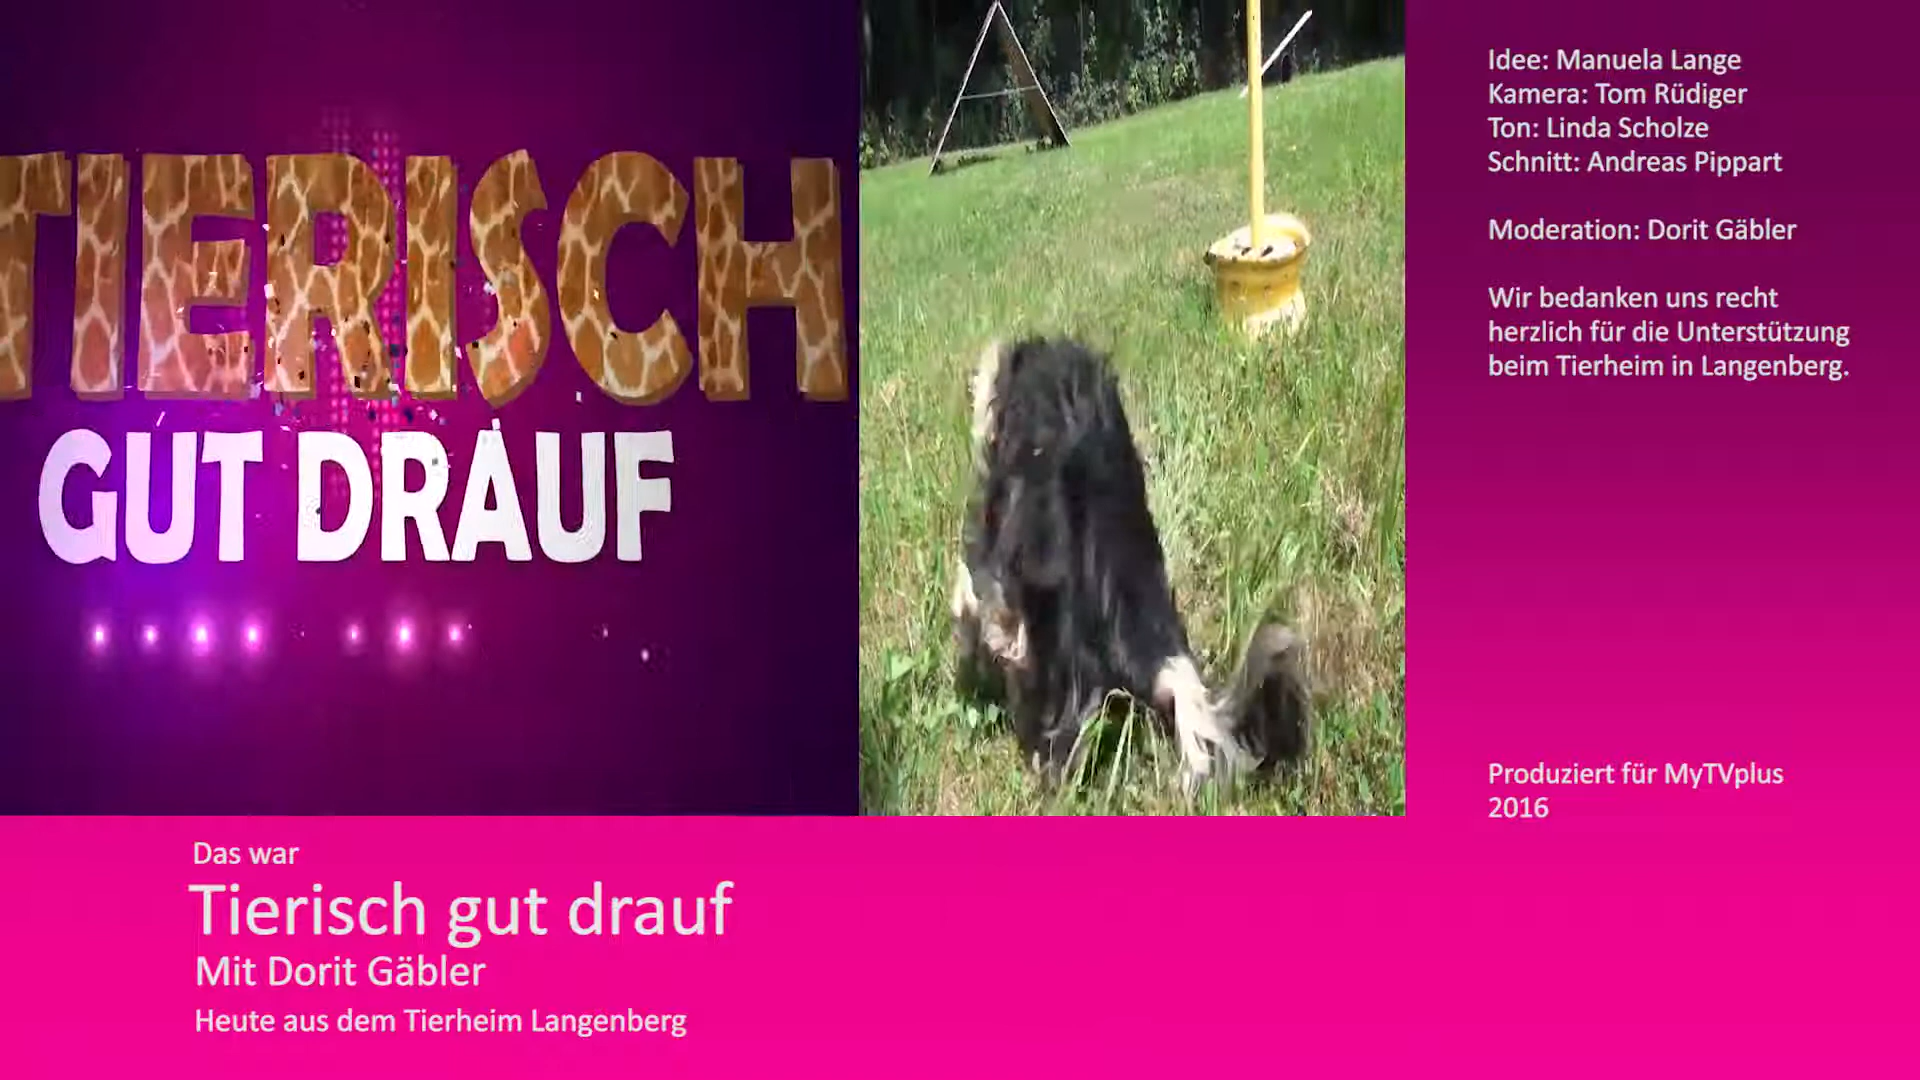 TIERISCH
GUT DRAUF
Idee: Manuela Lange
Kamera: Tom Rüdiger
Ton: Linda Scholze
Schnitt: Andreas Pippart
Moderation: Dorit Gäbler
Wir bedanken uns recht
herzlich für die Unterstützung
beim Tierheim in Langenberg.
Produziert für MyTVplus
2016
Das war
Tierisch gut drauf
Mit Dorit Gäbler
Heute aus dem Tierheim Langenberg